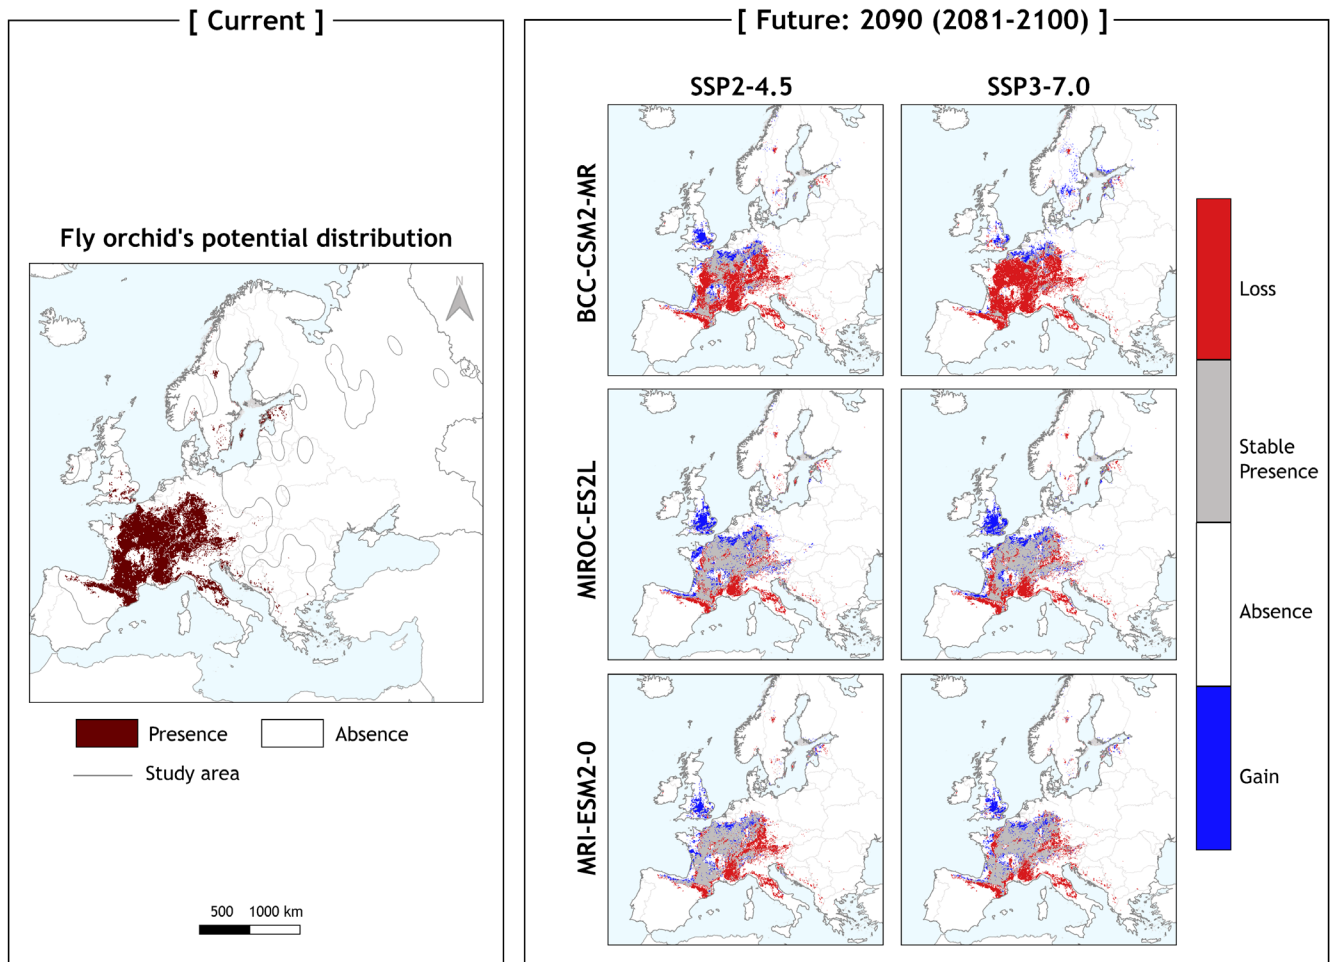 [ Current ]
Fly orchid's potential distribution
N
Presence
Absence
Study area
500 1000 km
[ Future: 2090 (2081-2100) ]
SSP2-4.5
SSP3-7.0
BCC-CSM2-MR
MIROC-ES2L
MRI-ESM2-0
Loss
Stable
Presence
Absence
Gain